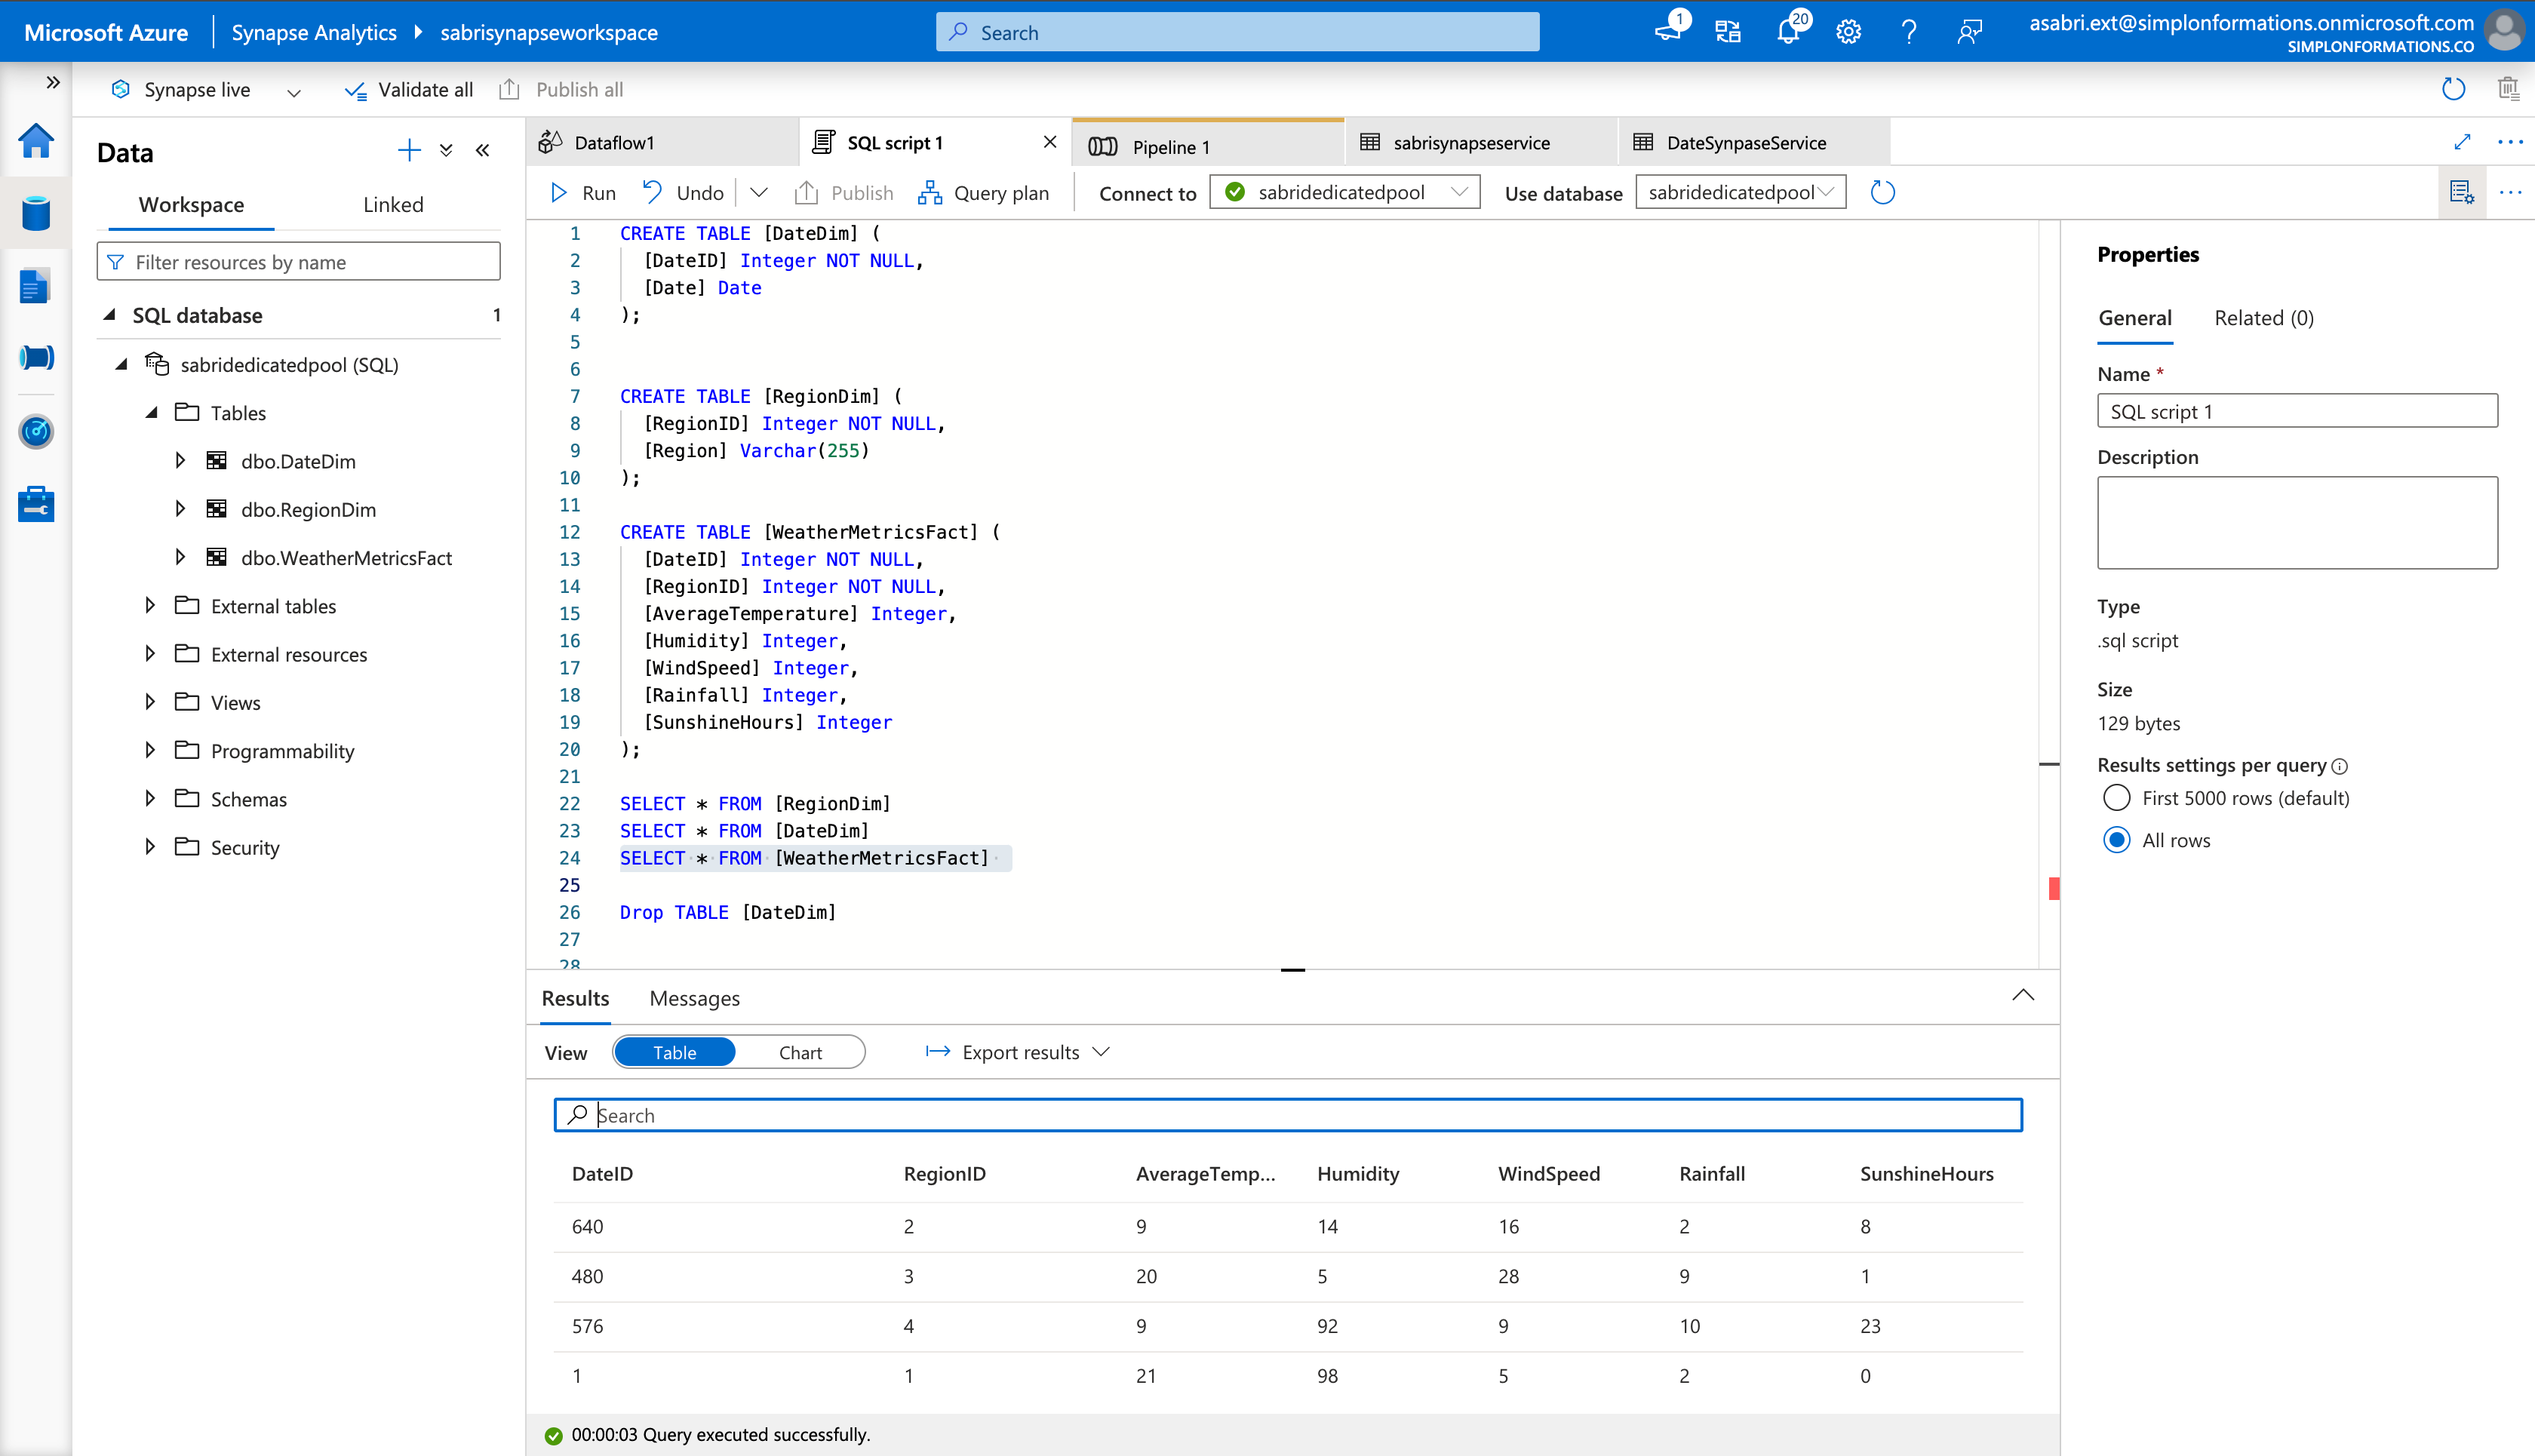 Microsoft Azure
Synapse Analytics
sabrisynapseworkspace
Search
1
20
asabri.ext@simplonformations.onmicrosoft.com
SIMPLONFORMATIONS.CO
Synapse live
Validate all
Publish all
Data
Workspace
Linked
Filter resources by name
SQL database
1
sabridedicatedpool (SQL)
Tables
dbo.DateDim
dbo.RegionDim
dbo.WeatherMetricsFact
External tables
External resources
Views
Programmability
Schemas
Security
Dataflow1
SQL script 1
Pipeline 1
sabrisynapseservice
DateSynpaseService
Run
Undo
Publish
Query plan
Connect to
sabridedicatedpool
Use database
sabridedicatedpool
1 CREATE TABLE [DateDim] (
2 [DateID] Integer NOT NULL,
3 [Date] Date
4 );
5
6
7 CREATE TABLE [RegionDim] (
8 [RegionID] Integer NOT NULL,
9 [Region] Varchar(255)
10 );
11
12 CREATE TABLE [WeatherMetricsFact] (
13 [DateID] Integer NOT NULL,
14 [RegionID] Integer NOT NULL,
15 [AverageTemperature] Integer,
16 [Humidity] Integer,
17 [WindSpeed] Integer,
18 [Rainfall] Integer,
19 [SunshineHours] Integer
20 );
21
22 SELECT * FROM [RegionDim]
23 SELECT * FROM [DateDim]
24 SELECT * FROM [WeatherMetricsFact]
25
26 Drop TABLE [DateDim]
27
28
Results
Messages
View
Table
Chart
Export results
Search
DateID RegionID AverageTemp... Humidity WindSpeed Rainfall SunshineHours
640 2 9 14 16 2 8
480 3 20 5 28 9 1
576 4 9 92 9 10 23
1 1 21 98 5 2 0
00:00:03 Query executed successfully.
Properties
General
Related (0)
Name *
SQL script 1
Description
Type
.sql script
Size
129 bytes
Results settings per query
First 5000 rows (default)
All rows